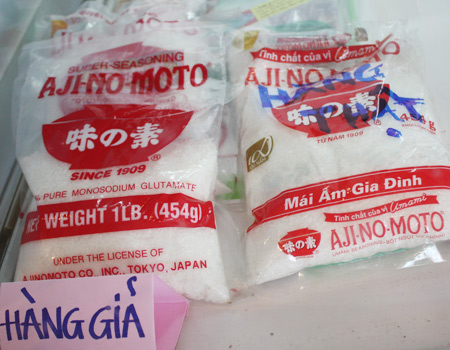 SUPER-SEASONING
AJI-NO-MOTO®
味の素
SINCE 1909
PURE MONOSODIUM GLUTAMATE
NET WEIGHT 1LB. (454g)
UNDER THE LICENSE OF
AJINOMOTO CO., INC., TOKYO, JAPAN
HÀNG GIẢ
Tinh chất của vị Umami
AJI-NO-MOTO
HÀNG
味の素
454g
TỪ NĂM 1909
Mái Ấm Gia Đình
Tinh chất của vị Umami
味の素
AJI-NO-MOTO®